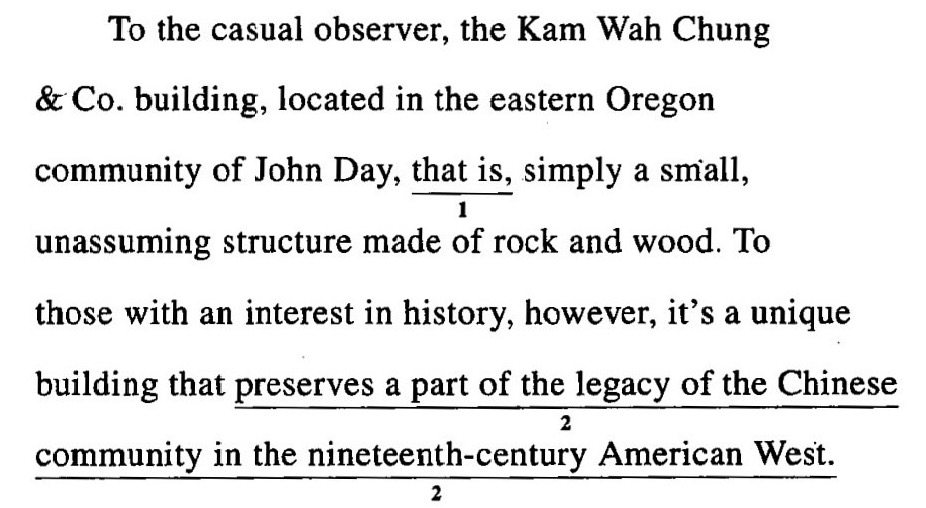 To the casual observer, the Kam Wah Chung
& Co. building, located in the eastern Oregon
community of John Day, that is, simply a small,
1
unassuming structure made of rock and wood. To
those with an interest in history, however, it's a unique
building that preserves a part of the legacy of the Chinese
2
community in the nineteenth-century American West.
2